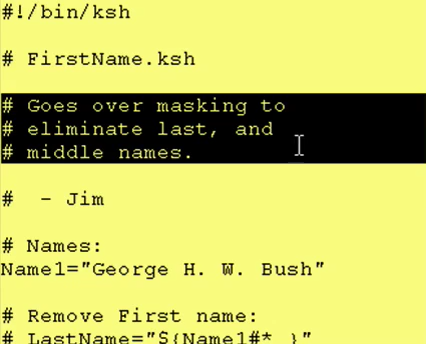 #!/bin/ksh
# FirstName.ksh
# Goes over masking to
# eliminate last, and
# middle names.
#  - Jim
# Names:
Name1="George H. W. Bush"
# Remove First name:
# LastName="${Name1#* }"